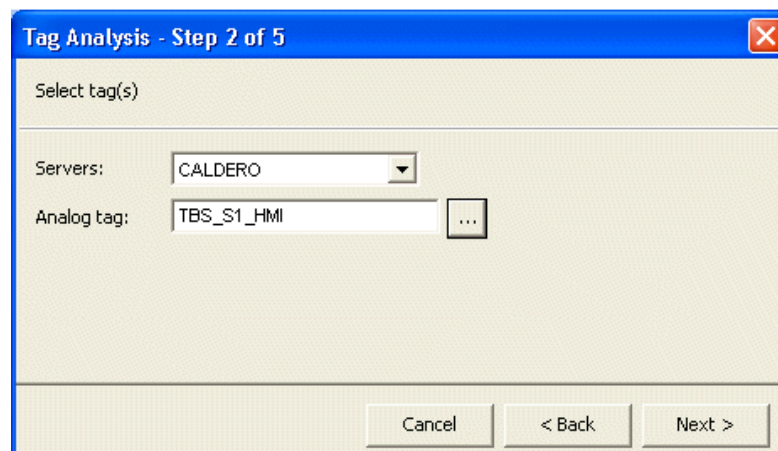 Tag Analysis - Step 2 of 5
Select tag(s)
Servers: CALDERO
Analog tag: TBS_S1_HMI ...
Cancel < Back Next >